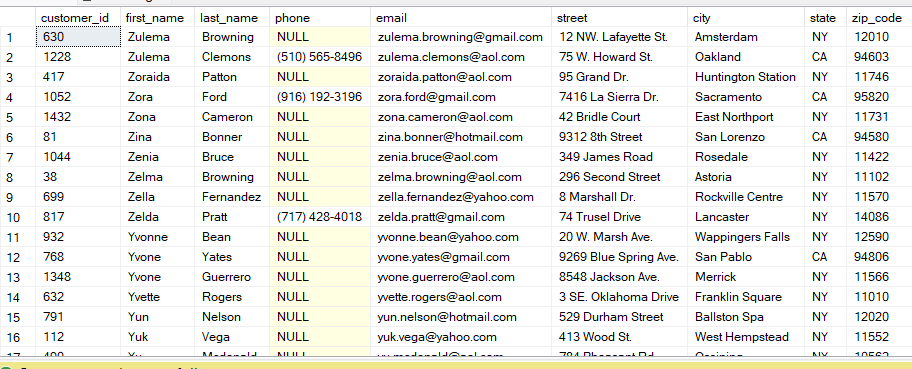 customer_id first_name last_name phone email street city state zip_code
1 630 Zulema Browning NULL zulema.browning@gmail.com 12 NW. Lafayette St. Amsterdam NY 12010
2 1228 Zulema Clemons (510) 565-8496 zulema.clemons@aol.com 75 W. Howard St. Oakland CA 94603
3 417 Zoraida Patton NULL zoraida.patton@aol.com 95 Grand Dr. Huntington Station NY 11746
4 1052 Zora Ford (916) 192-3196 zora.ford@gmail.com 7416 La Sierra Dr. Sacramento CA 95820
5 1432 Zona Cameron NULL zona.cameron@aol.com 42 Bridle Court East Northport NY 11731
6 81 Zina Bonner NULL zina.bonner@hotmail.com 9312 8th Street San Lorenzo CA 94580
7 1044 Zenia Bruce NULL zenia.bruce@aol.com 349 James Road Rosedale NY 11422
8 38 Zelma Browning NULL zelma.browning@aol.com 296 Second Street Astoria NY 11102
9 699 Zella Fernandez NULL zella.fernandez@yahoo.com 8 Marshall Dr. Rockville Centre NY 11570
10 817 Zelda Pratt (717) 428-4018 zelda.pratt@gmail.com 74 Trusel Drive Lancaster NY 14086
11 932 Yvonne Bean NULL yvonne.bean@yahoo.com 20 W. Marsh Ave. Wappingers Falls NY 12590
12 768 Yvone Yates NULL yvone.yates@gmail.com 9269 Blue Spring Ave. San Pablo CA 94806
13 1348 Yvone Guerrero NULL yvone.guerrero@aol.com 8548 Jackson Ave. Merrick NY 11566
14 632 Yvette Rogers NULL yvette.rogers@aol.com 3 SE. Oklahoma Drive Franklin Square NY 11010
15 791 Yun Nelson NULL yun.nelson@hotmail.com 529 Durham Street Ballston Spa NY 12020
16 112 Yuk Vega NULL yuk.vega@yahoo.com 413 Wood St. West Hempstead NY 11552
17 NULL NY